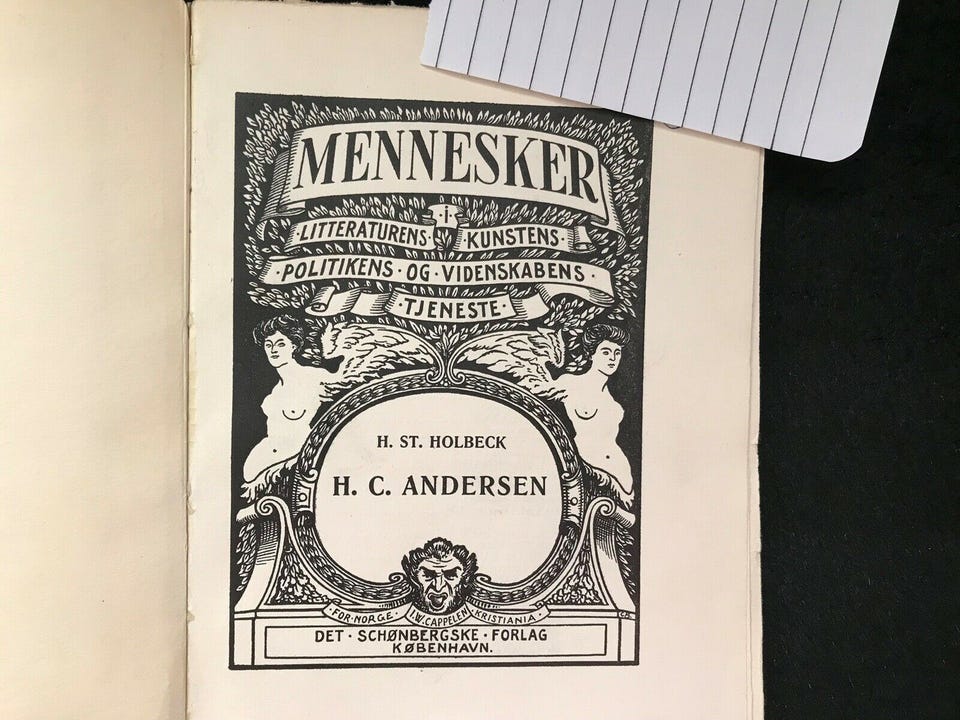 MENNESKER
·i·
·LITTERATURENS· KUNSTENS·
·POLITIKENS·OG·VIDENSKABENS·
·TJENESTE·
H. ST. HOLBECK
H. C. ANDERSEN
·FOR·NORGE· I.W.CAPPELEN KRISTIANIA·
DET·SCHØNBERGSKE·FORLAG
KØBENHAVN.